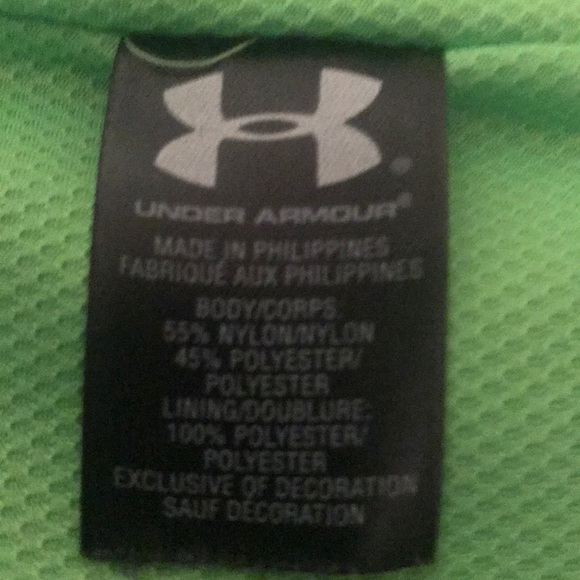 UNDER ARMOUR®
MADE IN PHILIPPINES
FABRIQUÉ AUX PHILIPPINES
BODY/CORPS:
55% NYLON/NYLON
45% POLYESTER/
POLYESTER
LINING/DOUBLURE:
100% POLYESTER/
POLYESTER
EXCLUSIVE OF DECORATION
SAUF DÉCORATION